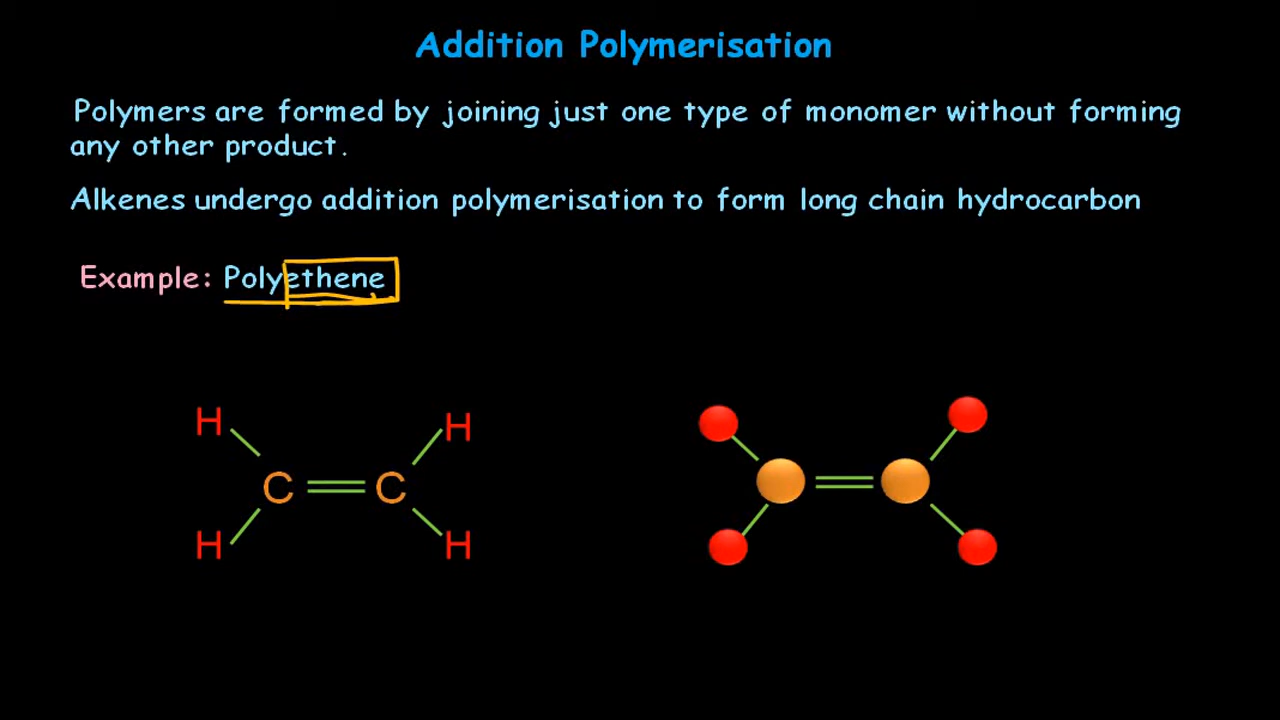 Addition Polymerisation
Polymers are formed by joining just one type of monomer without forming
any other product.
Alkenes undergo addition polymerisation to form long chain hydrocarbon
Example: Polyethene
H H
C C
H H